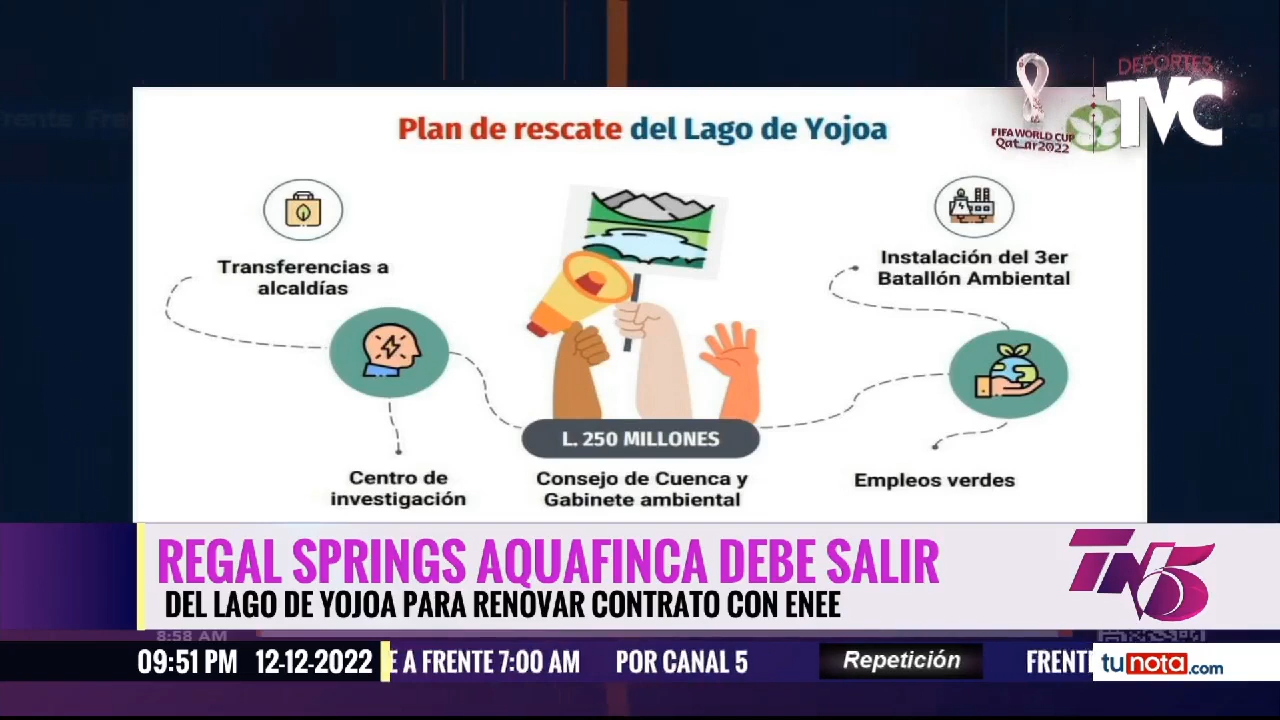 DEPORTES
TVC
FIFA WORLD CUP
Qatar2022
Plan de rescate del Lago de Yojoa
Transferencias a
alcaldías
Instalación del 3er
Batallón Ambiental
L. 250 MILLONES
Centro de
investigación
Consejo de Cuenca y
Gabinete ambiental
Empleos verdes
REGAL SPRINGS AQUAFINCA DEBE SALIR
DEL LAGO DE YOJOA PARA RENOVAR CONTRATO CON ENEE
TN5
8:58 AM
09:51 PM 12-12-2022 E A FRENTE 7:00 AM POR CANAL 5 Repetición FRENT
tunota.com